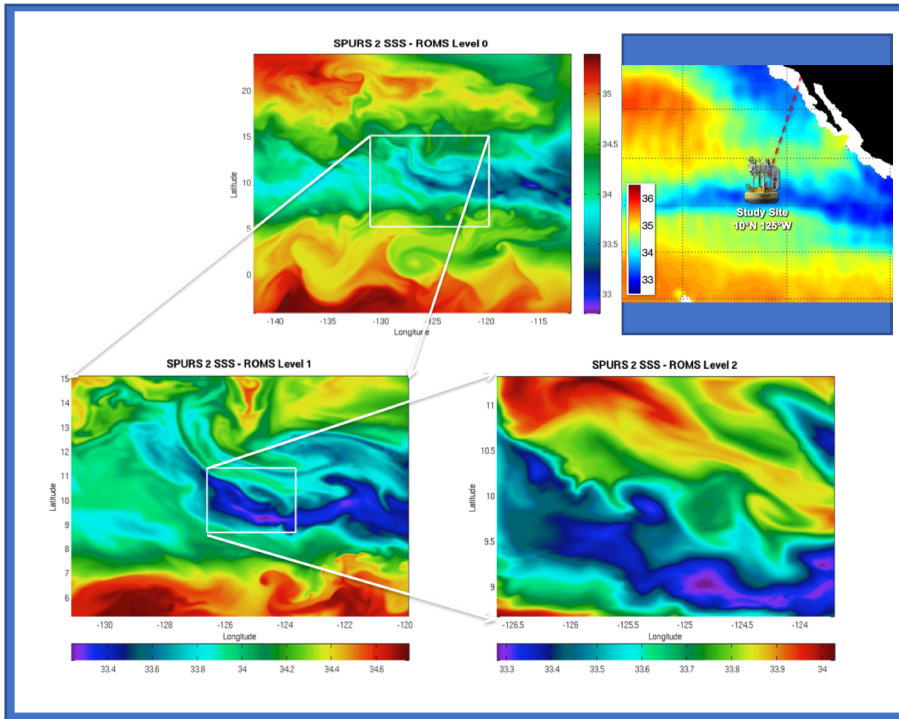 SPURS 2 SSS - ROMS Level 0
Latitude
20
15
10
5
0
-140 -135 -130 -125 -120 -115
Longitude
35
34.5
34
33.5
33
36
35
34
33
Study Site
10°N 125°W
SPURS 2 SSS - ROMS Level 1
Latitude
15
14
13
12
11
10
9
8
7
6
-130 -128 -126 -124 -122 -120
Longitude
33.4 33.6 33.8 34 34.2 34.4 34.6
SPURS 2 SSS - ROMS Level 2
Latitude
11
10.5
10
9.5
9
-126.5 -126 -125.5 -125 -124.5 -124
Longitude
33.3 33.4 33.5 33.6 33.7 33.8 33.9 34